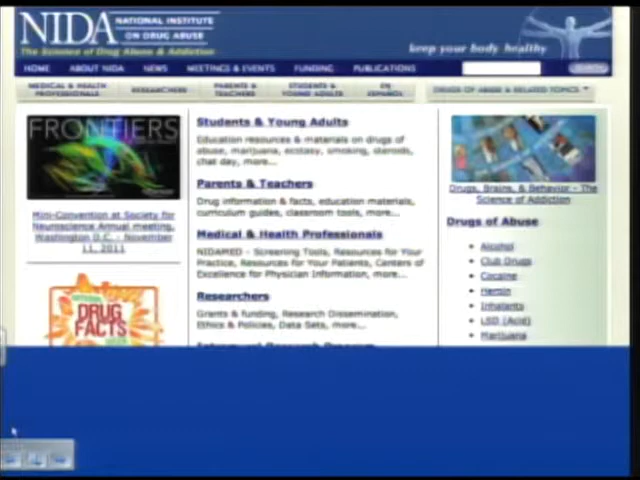 NIDA NATIONAL INSTITUTE
ON DRUG ABUSE
The Science of Drug Abuse & Addiction
keep your body healthy
HOME ABOUT NIDA NEWS MEETINGS & EVENTS FUNDING PUBLICATIONS
MEDICAL & HEALTH
PROFESSIONALS
RESEARCHERS
PARENTS &
TEACHERS
STUDENTS &
YOUNG ADULTS
EN
ESPAÑOL
DRUGS OF ABUSE & RELATED TOPICS
FRONTIERS
Mini-Convention at Society for
Neuroscience Annual meeting,
Washington D.C. - November
11, 2011
DRUG
FACTS
Students & Young Adults
Education resources & materials on drugs of
abuse, marijuana, ecstasy, smoking, steroids,
chat day, more...
Parents & Teachers
Drug information & facts, education materials,
curriculum guides, classroom tools, more...
Medical & Health Professionals
NIDAMED - Screening Tools, Resources for Your
Practice, Resources for Your Patients, Centers of
Excellence for Physician Information, more...
Researchers
Grants & funding, Research Dissemination,
Ethics & Policies, Data Sets, more...
Drugs, Brains, & Behavior - The
Science of Addiction
Drugs of Abuse
Alcohol
Club Drugs
Cocaine
Heroin
Inhalants
LSD (Acid)
Marijuana